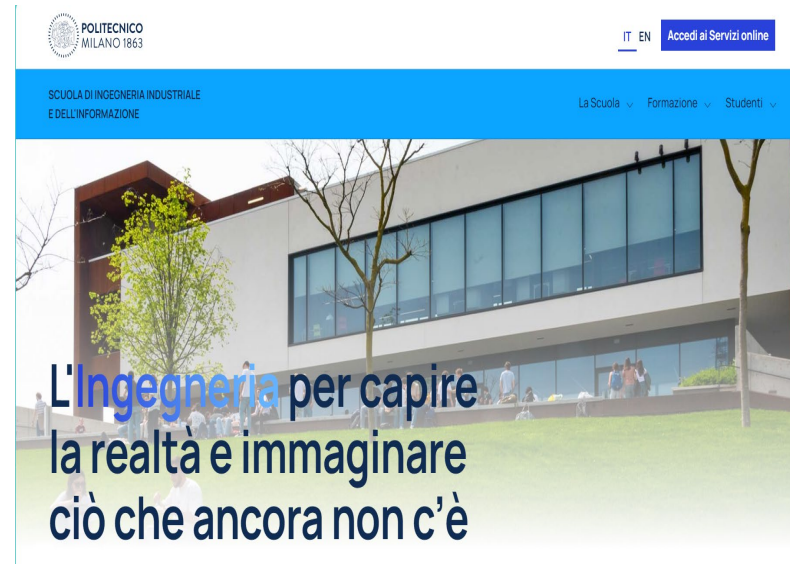 POLITECNICO
MILANO 1863
IT EN Accedi ai Servizi online
SCUOLA DI INGEGNERIA INDUSTRIALE
E DELL'INFORMAZIONE
La Scuola Formazione Studenti
L'Ingegneria per capire
la realtà e immaginare
ciò che ancora non c’è